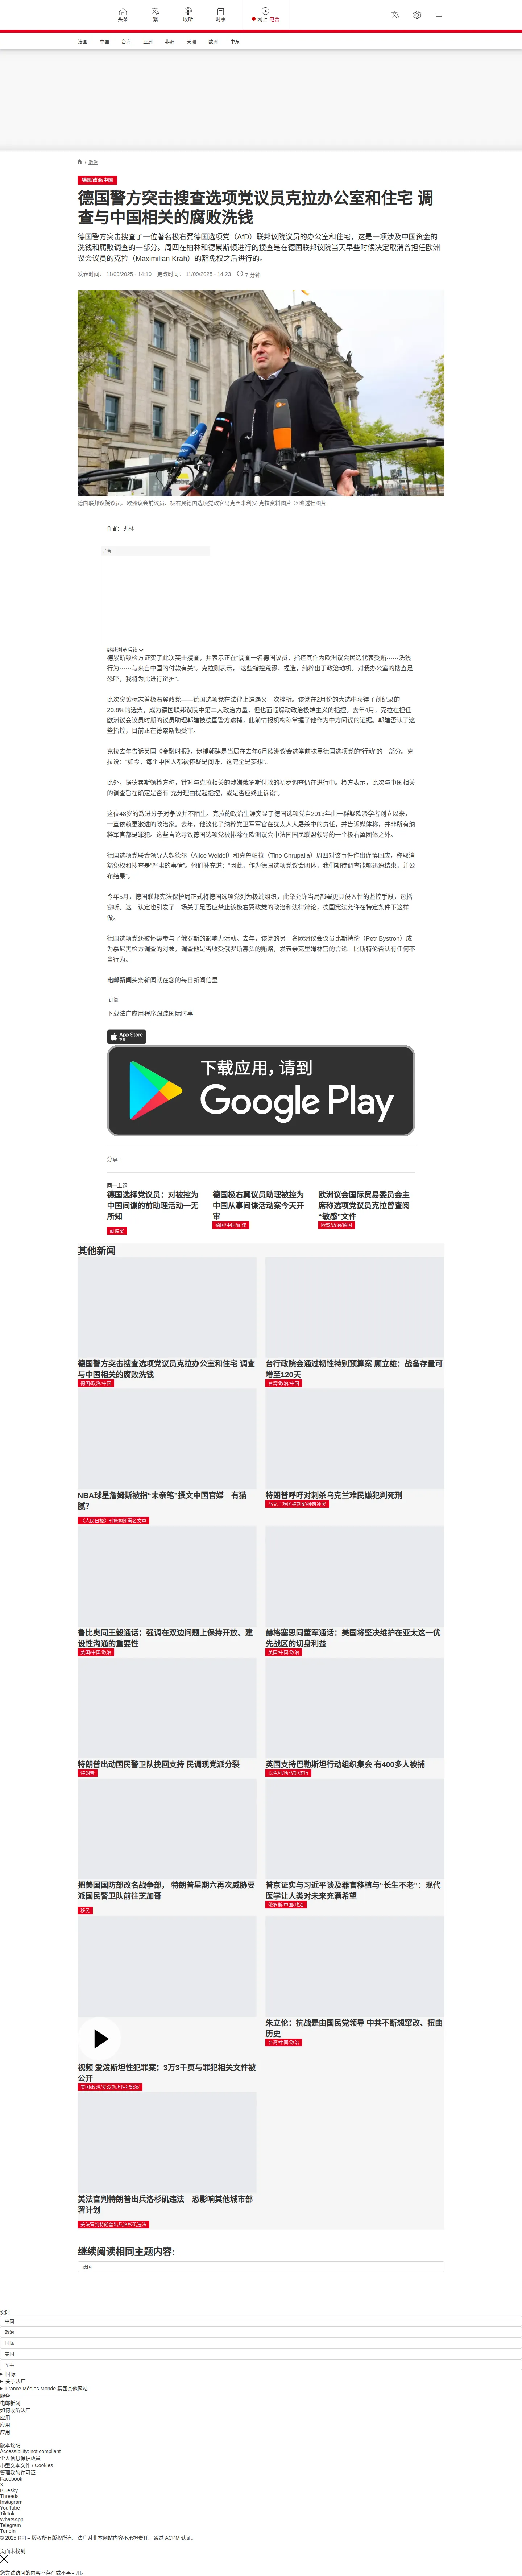 头条
繁
收听
时事
网上 电台
法国
中国
台海
亚洲
非洲
美洲
欧洲
中东
/ 政治
德国/政治/中国
德国警方突击搜查选项党议员克拉办公室和住宅 调
查与中国相关的腐败洗钱
德国警方突击搜查了一位著名极右翼德国选项党（AfD）联邦议院议员的办公室和住宅，这是一项涉及中国资金的
洗钱和腐败调查的一部分。周四在柏林和德累斯顿进行的搜查是在德国联邦议院当天早些时候决定取消曾担任欧洲
议会议员的克拉（Maximilian Krah）的豁免权之后进行的。
发表时间： 11/09/2025 - 14:10 更改时间： 11/09/2025 - 14:23 7 分钟
德国联邦议院议员、欧洲议会前议员、极右翼德国选项党政客马克西米利安·克拉资料图片 © 路透社图片
作者： 弗林
广告
继续浏览后续
德累斯顿检方证实了此次突击搜查，并表示正在“调查一名德国议员，指控其作为欧洲议会民选代表受贿······洗钱
行为······与来自中国的付款有关”。克拉则表示，“这些指控荒谬、捏造，纯粹出于政治动机。对我办公室的搜查是
恐吓，我将为此进行辩护”。
此次突袭标志着极右翼政党——德国选项党在法律上遭遇又一次挫折。该党在2月份的大选中获得了创纪录的
20.8%的选票，成为德国联邦议院中第二大政治力量，但也面临煽动政治极端主义的指控。去年4月，克拉在担任
欧洲议会议员时期的议员助理郭建被德国警方逮捕，此前情报机构称掌握了他作为中方间谍的证据。郭建否认了这
些指控，目前正在德累斯顿受审。
克拉去年告诉英国《金融时报》，逮捕郭建是当局在去年6月欧洲议会选举前抹黑德国选项党的“行动”的一部分。克
拉说：“如今，每个中国人都被怀疑是间谍，这完全是妄想”。
此外，据德累斯顿检方称，针对与克拉相关的涉嫌俄罗斯付款的初步调查仍在进行中。检方表示，此次与中国相关
的调查旨在确定是否有“充分理由提起指控，或是否应终止诉讼”。
这位48岁的激进分子对争议并不陌生。克拉的政治生涯突显了德国选项党自2013年由一群疑欧派学者创立以来，
一直依赖更激进的政治家。去年，他淡化了纳粹党卫军军官在犹太人大屠杀中的责任，并告诉媒体称，并非所有纳
粹军官都是罪犯。这些言论导致德国选项党被排除在欧洲议会中法国国民联盟领导的一个极右翼团体之外。
德国选项党联合领导人魏德尔（Alice Weidel）和克鲁帕拉（Tino Chrupalla）周四对该事件作出谨慎回应，称取消
豁免权和搜查是“严肃的事情”。他们补充道：“因此，作为德国选项党议会团体，我们期待调查能够迅速结束，并公
布结果”。
今年5月，德国联邦宪法保护局正式将德国选项党列为极端组织，此举允许当局部署更具侵入性的监控手段，包括
窃听。这一认定也引发了一场关于是否应禁止该极右翼政党的政治和法律辩论，德国宪法允许在特定条件下这样
做。
德国选项党还被怀疑参与了俄罗斯的影响力活动。去年，该党的另一名欧洲议会议员比斯特伦（Petr Bystron）成
为慕尼黑检方调查的对象，调查他是否收受俄罗斯寡头的贿赂，发表亲克里姆林宫的言论。比斯特伦否认有任何不
当行为。
电邮新闻头条新闻就在您的每日新闻信里
订阅
下载法广应用程序跟踪国际时事
App Store
下载
下载应用，请到
Google Play
分享 :
同一主题
德国选择党议员：对被控为
中国间谍的前助理活动一无
所知
间谍案
德国极右翼议员助理被控为
中国从事间谍活动案今天开
审
德国/中国/间谍
欧洲议会国际贸易委员会主
席称选项党议员克拉曾查阅
“敏感”文件
欧盟/政治/德国
其他新闻
德国警方突击搜查选项党议员克拉办公室和住宅 调查
与中国相关的腐败洗钱
德国/政治/中国
台行政院会通过韧性特别预算案 顾立雄：战备存量可
增至120天
台湾/政治/中国
NBA球星詹姆斯被指“未亲笔”撰文中国官媒 有猫
腻？
《人民日报》刊詹姆斯署名文章
特朗普呼吁对刺杀乌克兰难民嫌犯判死刑
乌克兰难民被刺案/种族冲突
鲁比奥同王毅通话：强调在双边问题上保持开放、建
设性沟通的重要性
美国/中国/政治
赫格塞思同董军通话：美国将坚决维护在亚太这一优
先战区的切身利益
美国/中国/政治
特朗普出动国民警卫队挽回支持 民调现党派分裂
特朗普
英国支持巴勒斯坦行动组织集会 有400多人被捕
以色列/哈马斯/游行
把美国国防部改名战争部， 特朗普星期六再次威胁要
派国民警卫队前往芝加哥
移民
普京证实与习近平谈及器官移植与“长生不老”：现代
医学让人类对未来充满希望
俄罗斯/中国/政治
视频 爱泼斯坦性犯罪案：3万3千页与罪犯相关文件被
公开
美国/政治/爱泼斯坦性犯罪案
朱立伦：抗战是由国民党领导 中共不断想窜改、扭曲
历史
台湾/中国/政治
美法官判特朗普出兵洛杉矶违法 恐影响其他城市部
署计划
美法官判特朗普出兵洛杉矶违法
继续阅读相同主题内容:
德国
实时
中国
政治
国际
美国
军事
国际
关于法广
France Médias Monde 集团其他网站
服务
电邮新闻
如何收听法广
应用
应用
应用
版本说明
Accessibility: not compliant
个人信息保护政策
小型文本文件 / Cookies
管理我的许可证
Facebook
X
Bluesky
Threads
Instagram
YouTube
TikTok
WhatsApp
Telegram
TuneIn
© 2025 RFI – 版权所有版权所有。法广对非本网站内容不承担责任。通过 ACPM 认证。
页面未找到
您尝试访问的内容不存在或不再可用。